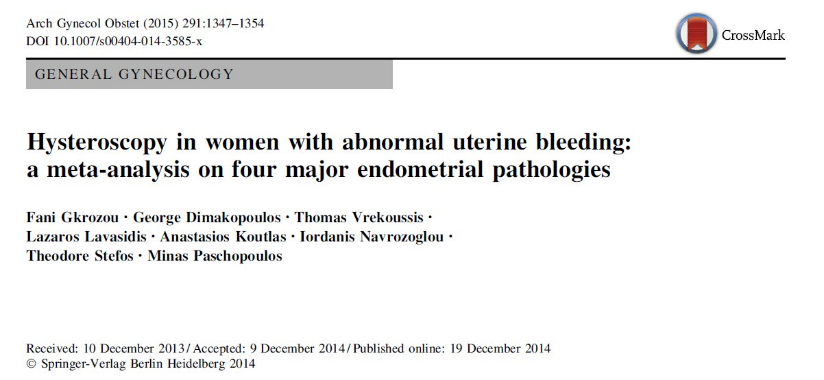 Arch Gynecol Obstet (2015) 291:1347–1354
DOI 10.1007/s00404-014-3585-x
CrossMark
GENERAL GYNECOLOGY
Hysteroscopy in women with abnormal uterine bleeding:
a meta-analysis on four major endometrial pathologies
Fani Gkrozou · George Dimakopoulos · Thomas Vrekoussis ·
Lazaros Lavasidis · Anastasios Koutlas · Iordanis Navrozoglou ·
Theodore Stefos · Minas Paschopoulos
Received: 10 December 2013 / Accepted: 9 December 2014 / Published online: 19 December 2014
© Springer-Verlag Berlin Heidelberg 2014